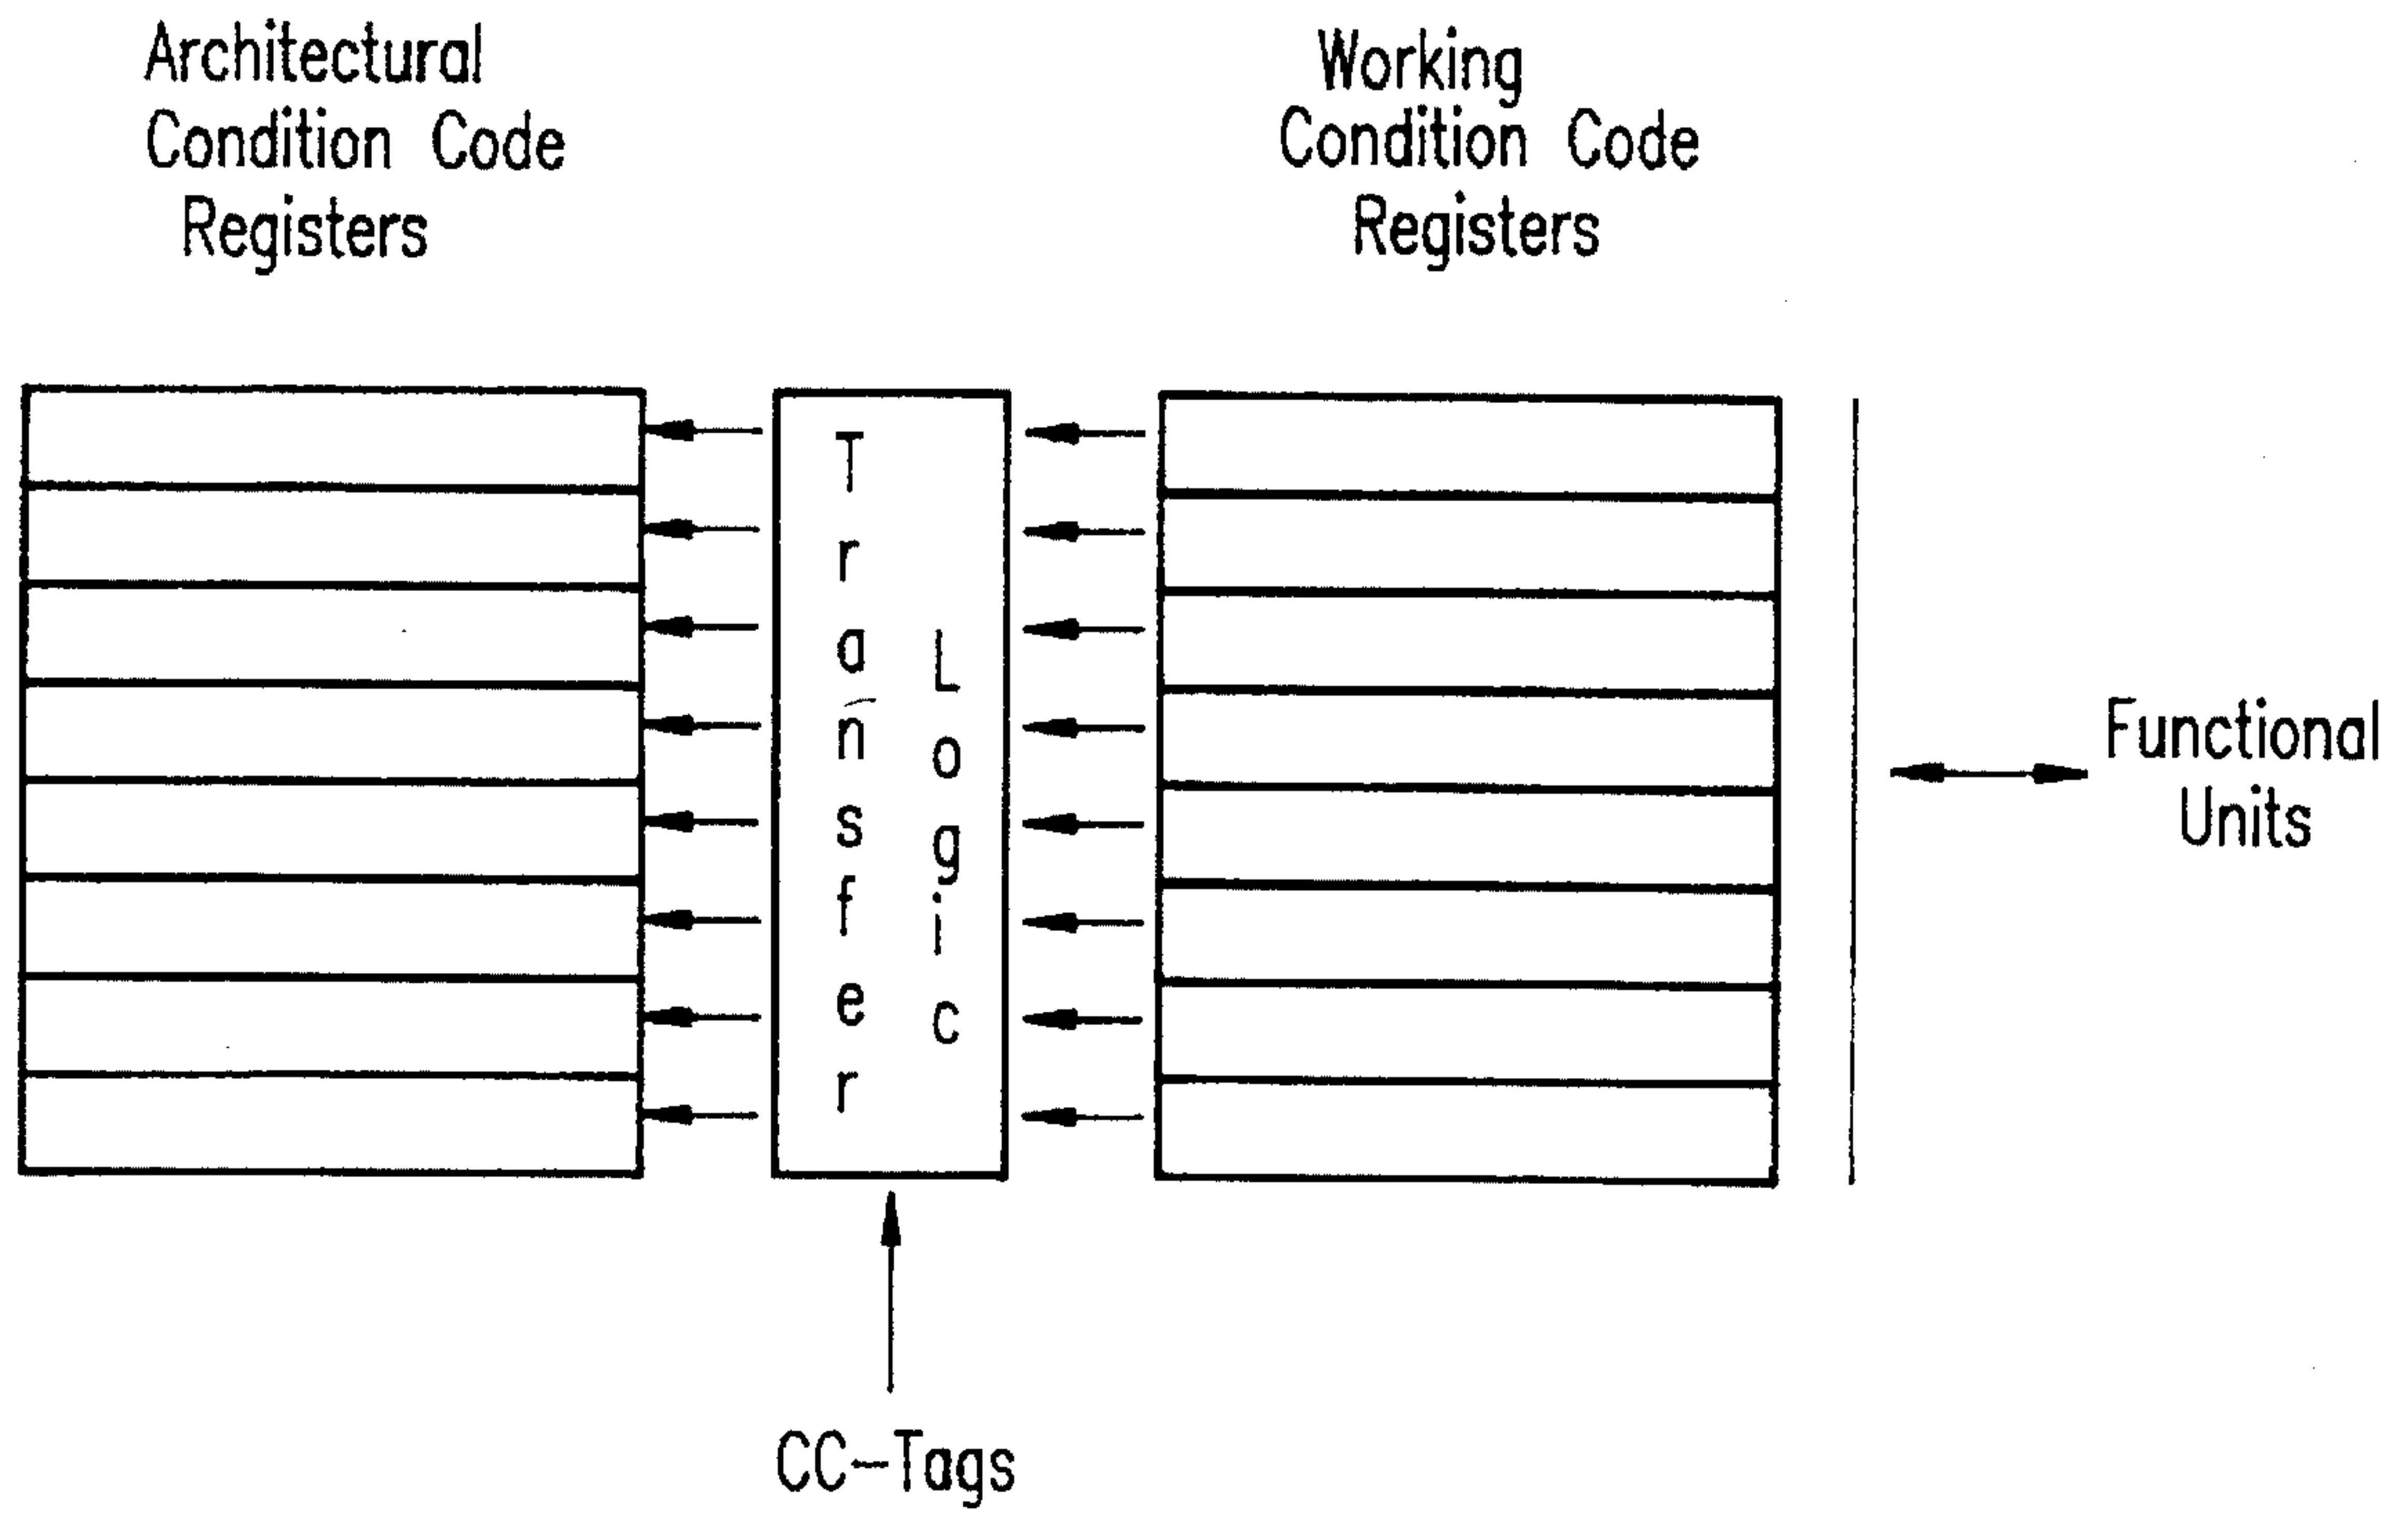 Architectural
Condition Code
Registers
Working
Condition Code
Registers
Transfer
Logic
Functional
Units
CC-Tags